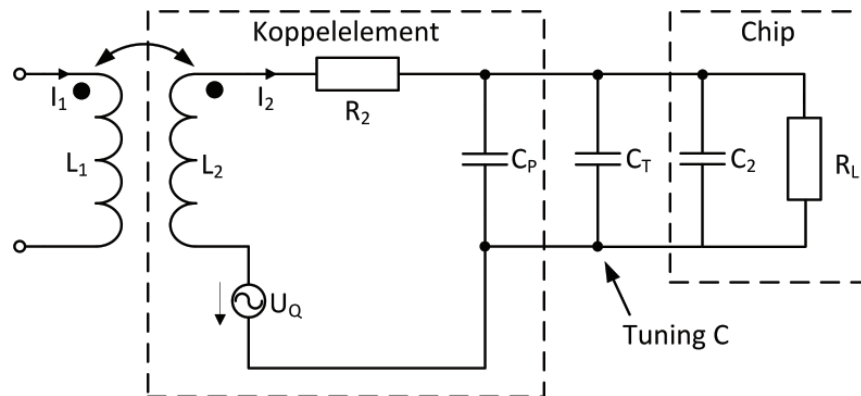 Koppelelement
Chip
I1
I2
R2
L1
L2
CP
CT
C2
RL
UQ
Tuning C